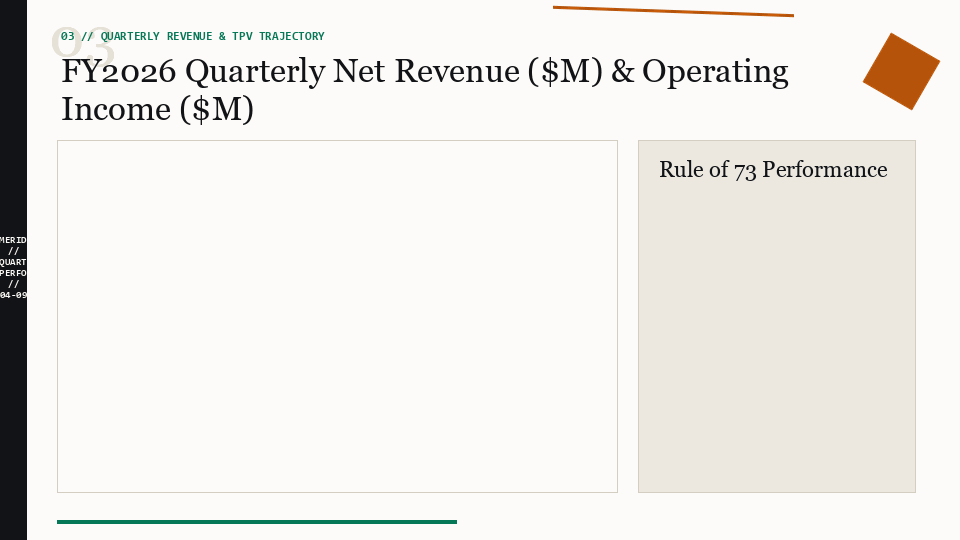 03
03 // QUARTERLY REVENUE & TPV TRAJECTORY
FY2026 Quarterly Net Revenue ($M) & Operating
Income ($M)
Rule of 73 Performance
MERID
//
QUART
PERFO
//
04-09